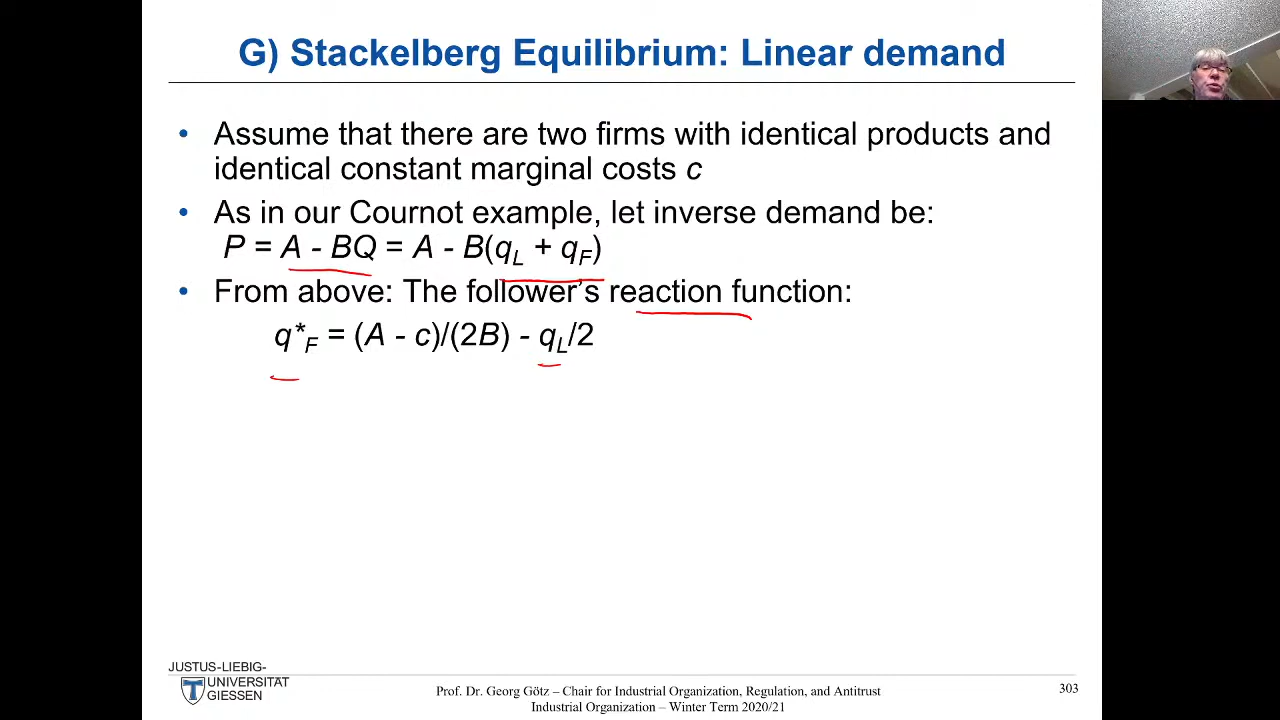 G) Stackelberg Equilibrium: Linear demand
• Assume that there are two firms with identical products and
identical constant marginal costs c
• As in our Cournot example, let inverse demand be:
P = A - BQ = A - B(qL + qF)
• From above: The follower’s reaction function:
q*F = (A - c)/(2B) - qL/2
JUSTUS-LIEBIG-
UNIVERSITÄT
GIESSEN
Prof. Dr. Georg Götz – Chair for Industrial Organization, Regulation, and Antitrust
Industrial Organization – Winter Term 2020/21
303